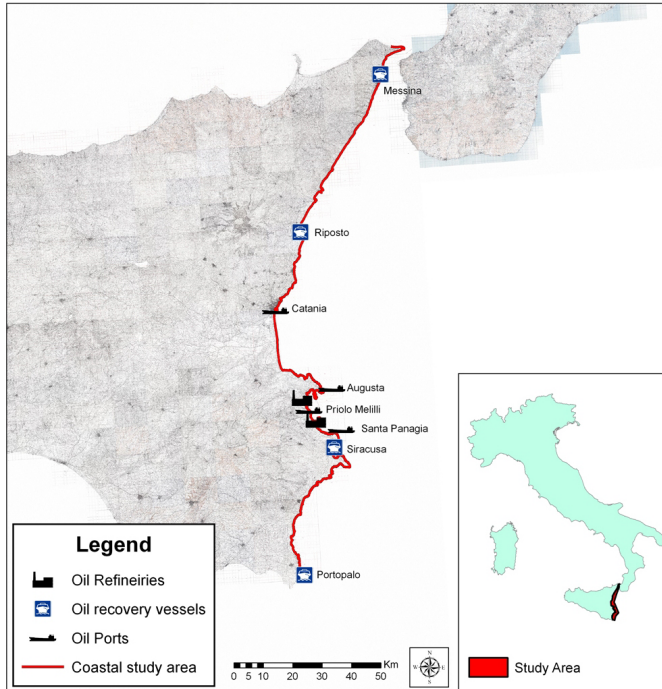 Messina
Riposto
Catania
Augusta
Priolo Melilli
Santa Panagia
Siracusa
Portopalo
Legend
Oil Refineiries
Oil recovery vessels
Oil Ports
Coastal study area
Km
0 5 10 20 30 40 50
N
W E
S
Study Area